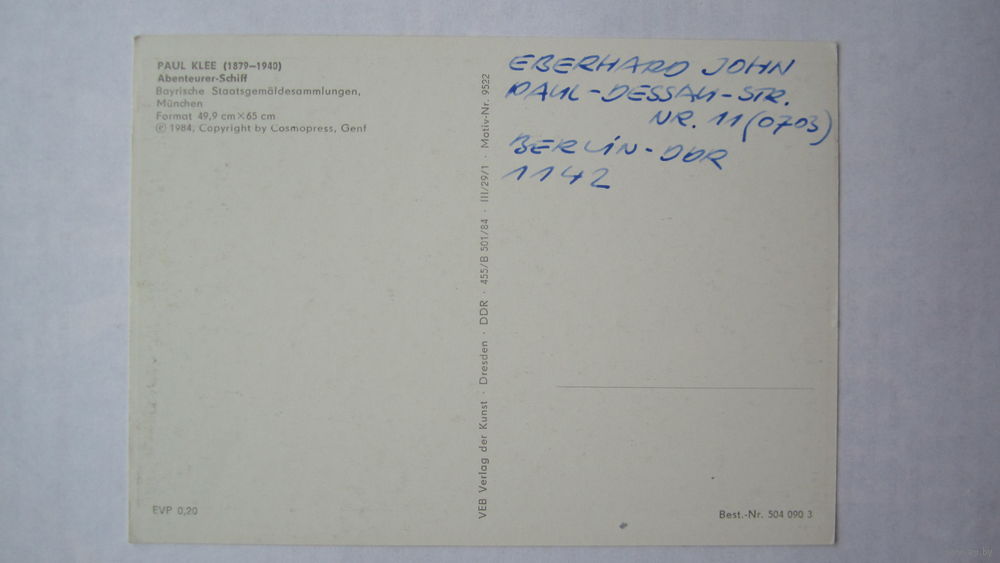 PAUL KLEE (1879–1940)
Abenteurer-Schiff
Bayrische Staatsgemäldesammlungen,
München
Format 49,9 cm×65 cm
℗ 1984, Copyright by Cosmopress, Genf
EVP 0,20
VEB Verlag der Kunst · Dresden · DDR · 455/B 501/84 · III/29/1 · Motiv-Nr. 9522
EBERHARD JOHN
PAUL-DESSAU-STR.
NR. 11 (0703)
BERLIN-DDR
1142
Best.-Nr. 504 090 3